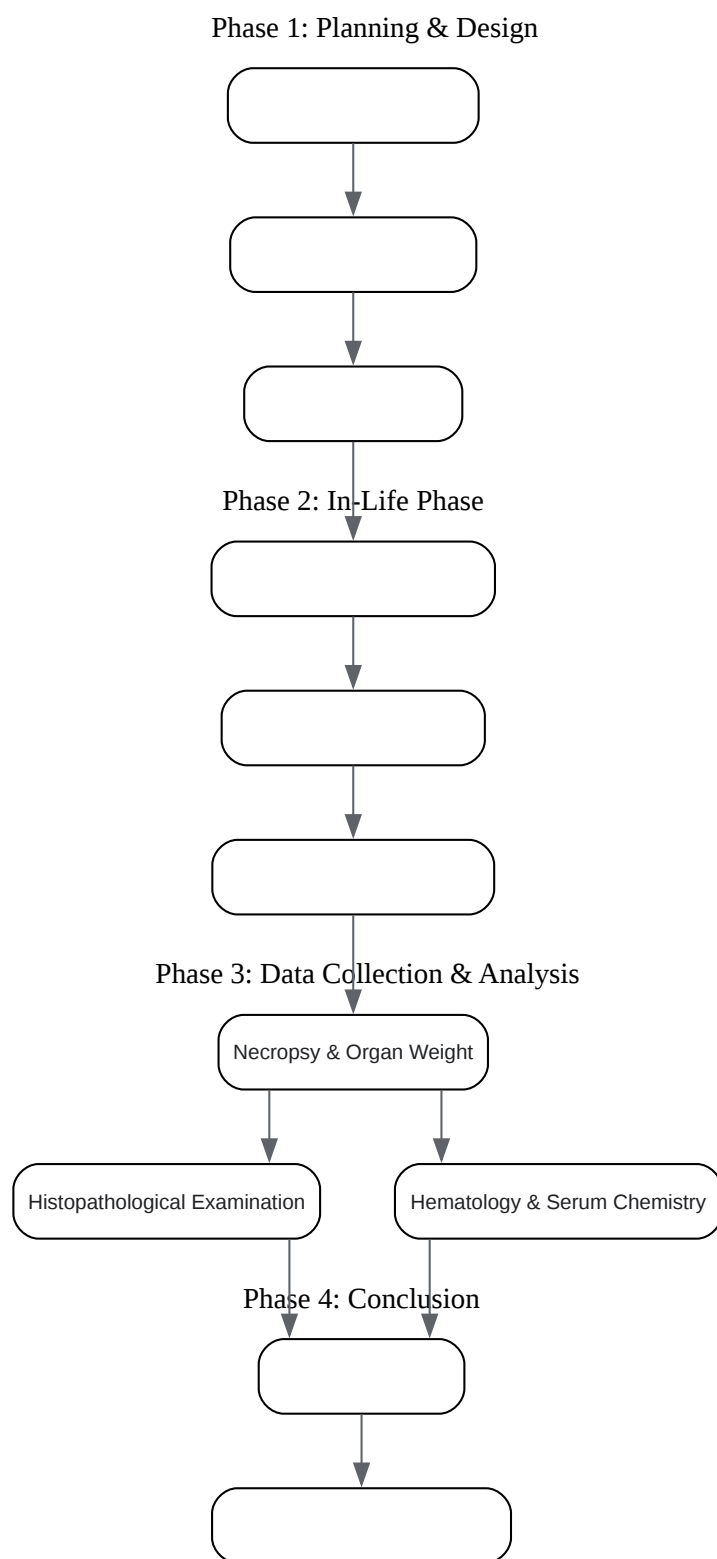 Phase 1: Planning & Design
Phase 2: In-Life Phase
Phase 3: Data Collection & Analysis
Necropsy & Organ Weight
Histopathological Examination
Hematology & Serum Chemistry
Phase 4: Conclusion